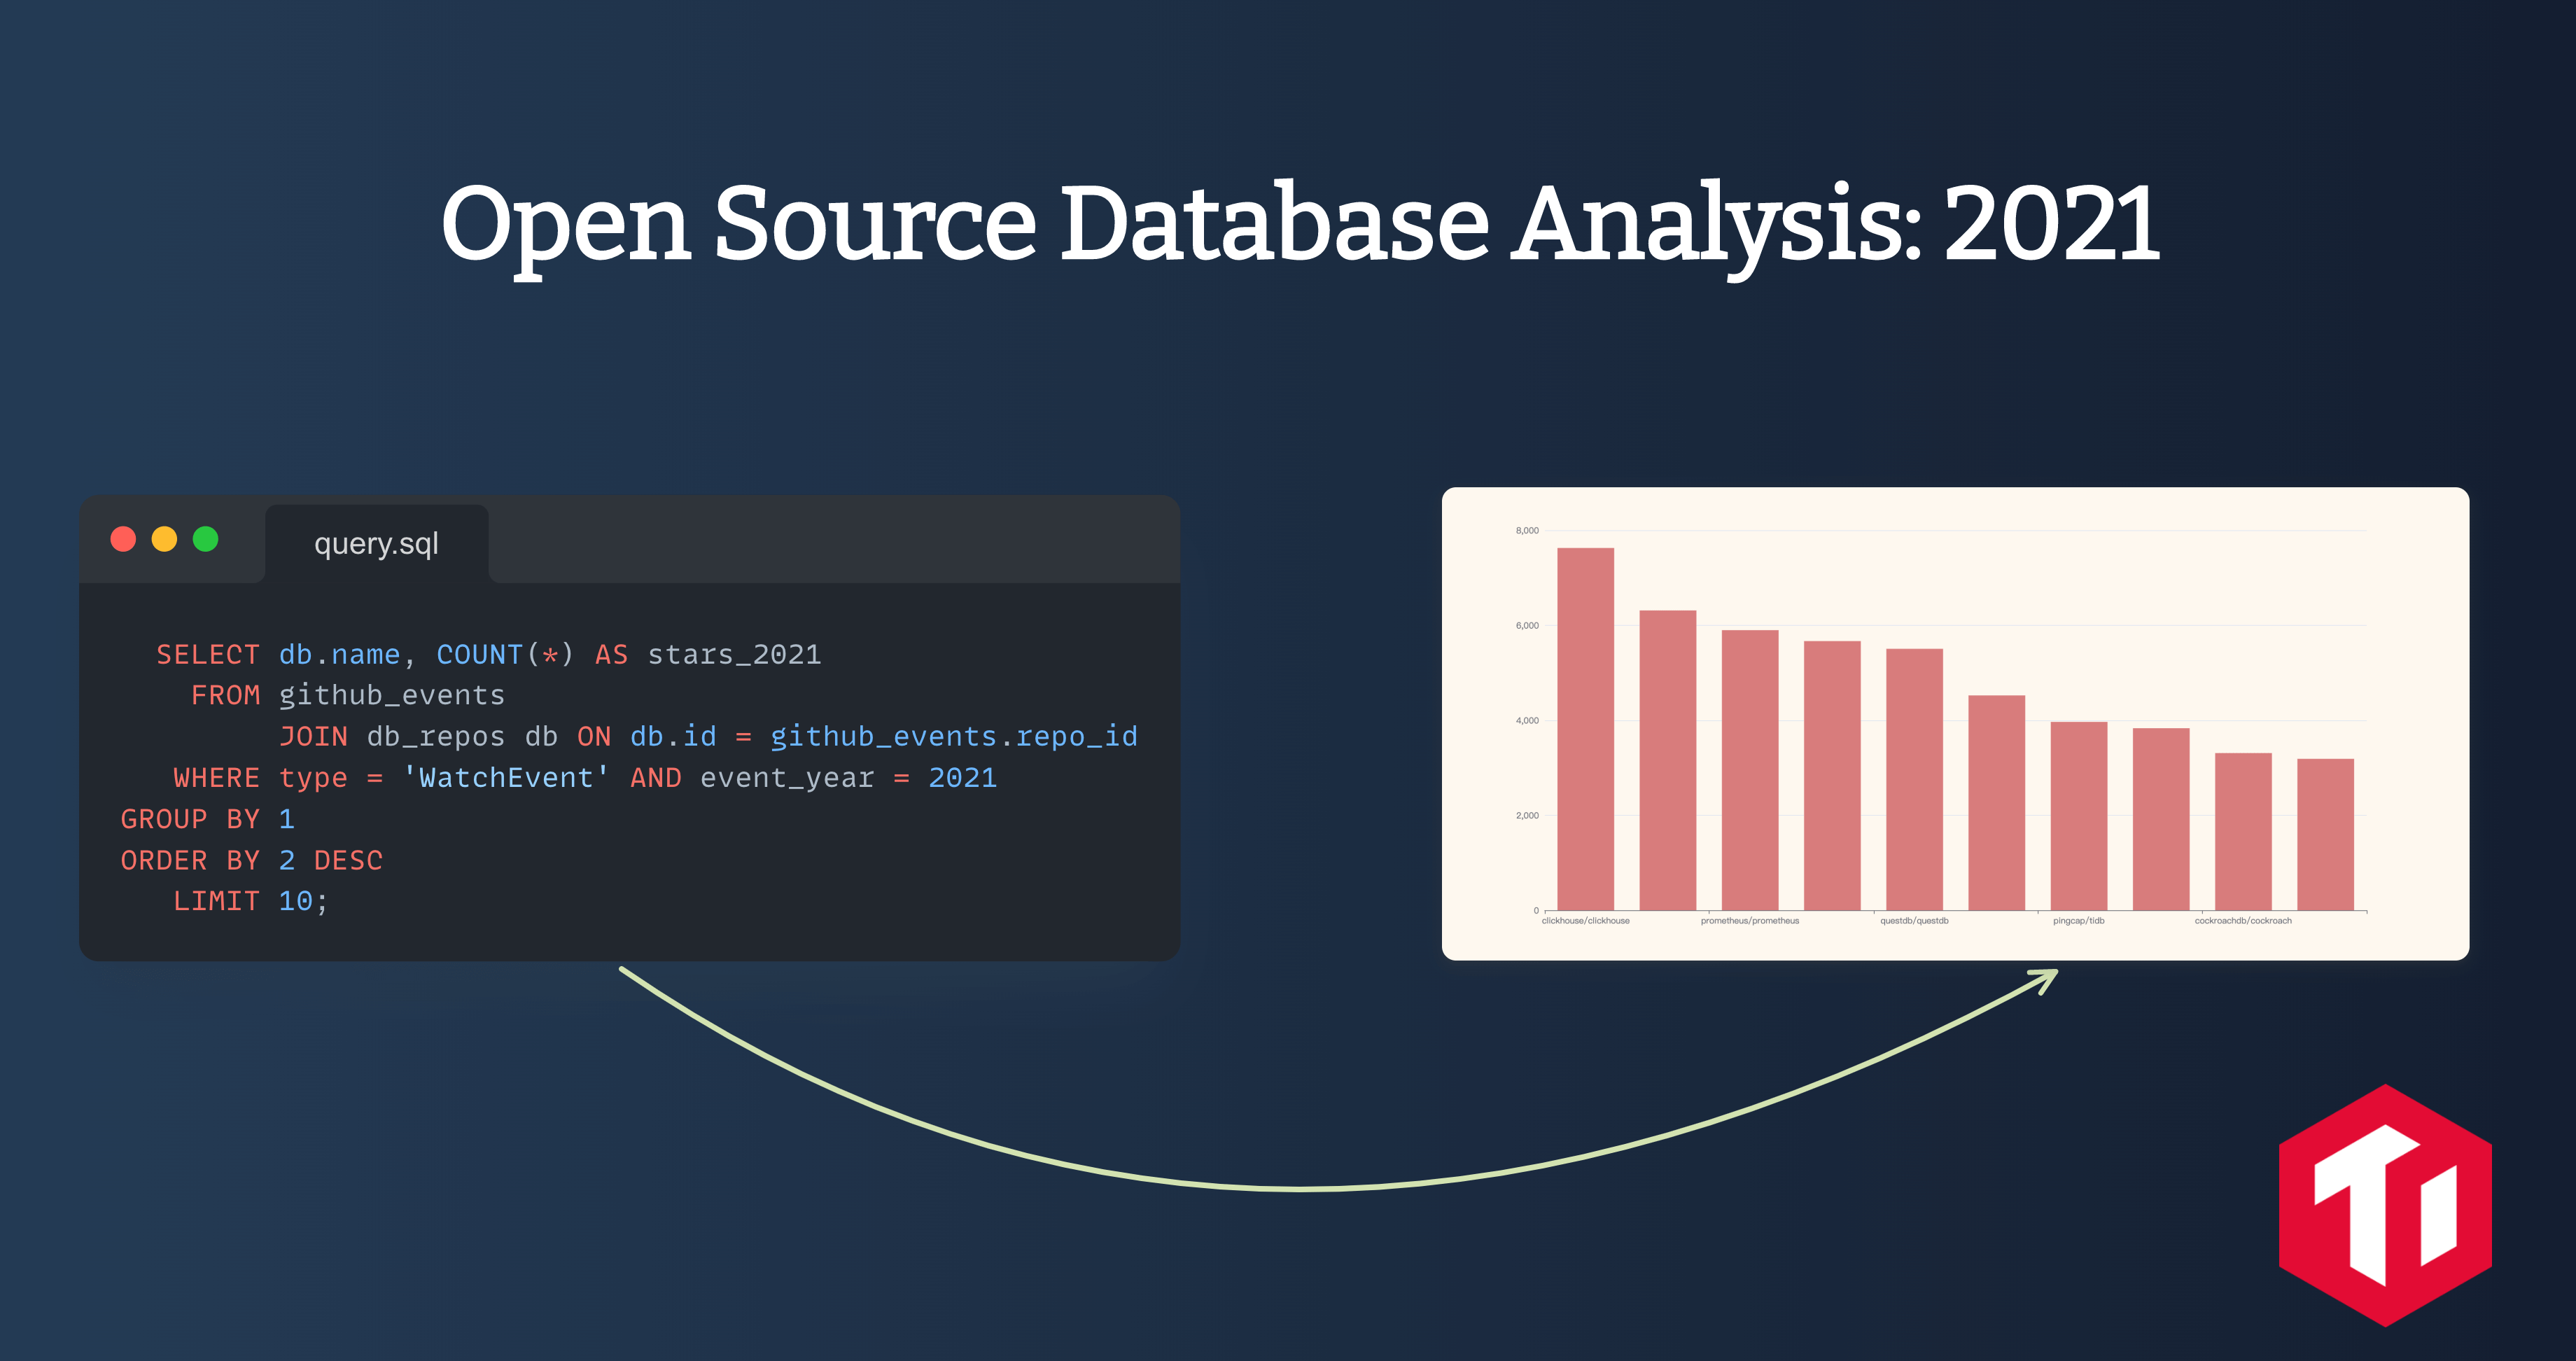 Open Source Database Analysis: 2021
query.sql
SELECT db.name, COUNT(*) AS stars_2021
FROM github_events
JOIN db_repos db ON db.id = github_events.repo_id
WHERE type = 'WatchEvent' AND event_year = 2021
GROUP BY 1
ORDER BY 2 DESC
LIMIT 10;
8,000
6,000
4,000
2,000
0
clickhouse/clickhouse prometheus/prometheus questdb/questdb pingcap/tidb cockroachdb/cockroach
Ti